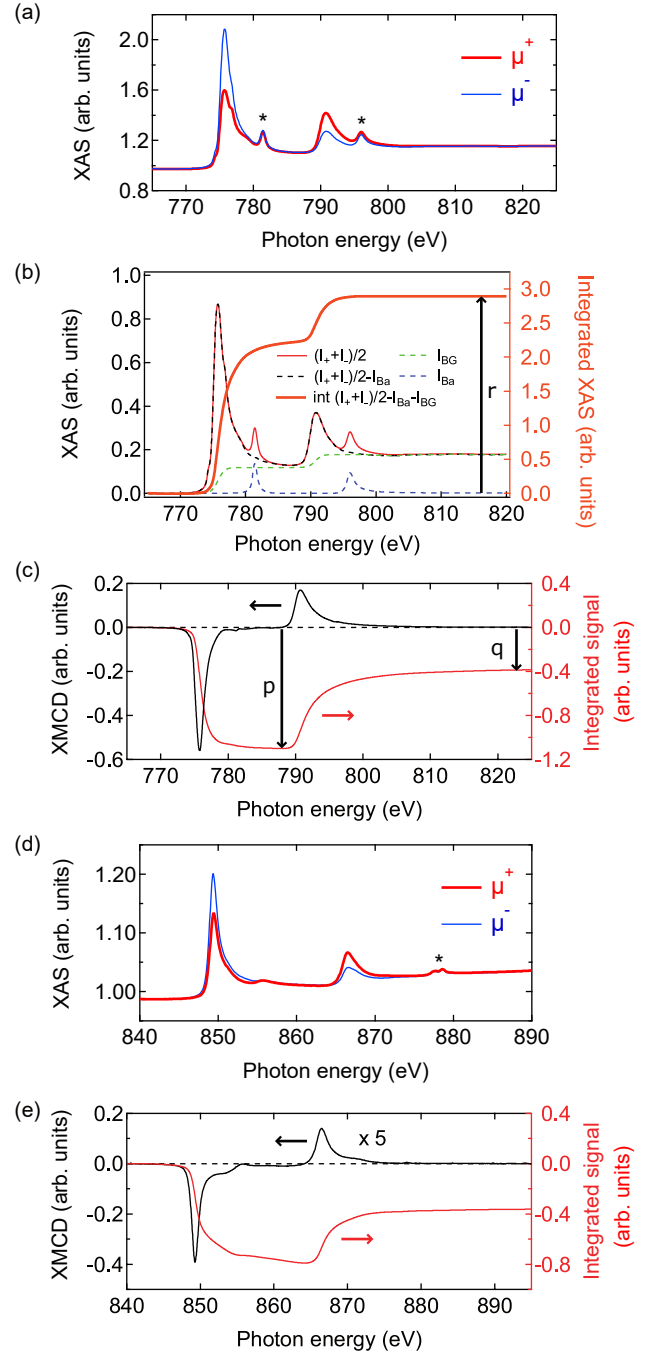 (a)
XAS (arb. units)
2.0
1.6
1.2
0.8
μ+
μ-
*
*
770 780 790 800 810 820
Photon energy (eV)
(b)
XAS (arb. units)
1.0
0.8
0.6
0.4
0.2
0.0
(I++I-)/2
IBG
(I++I-)/2-IBa
IBa
int (I++I-)/2-IBa-IBG
r
3.0
2.5
2.0
1.5
1.0
0.5
0.0
Integrated XAS (arb. units)
770 780 790 800 810 820
Photon energy (eV)
(c)
XMCD (arb. units)
0.2
0.0
-0.2
-0.4
-0.6
p
q
0.4
0.0
-0.4
-0.8
-1.2
Integrated signal
(arb. units)
770 780 790 800 810 820
Photon energy (eV)
(d)
XAS (arb. units)
1.20
1.10
1.00
μ+
μ-
*
840 850 860 870 880 890
Photon energy (eV)
(e)
XMCD (arb. units)
0.2
0.0
-0.2
-0.4
x 5
0.4
0.0
-0.4
-0.8
Integrated signal
(arb. units)
840 850 860 870 880 890
Photon energy (eV)